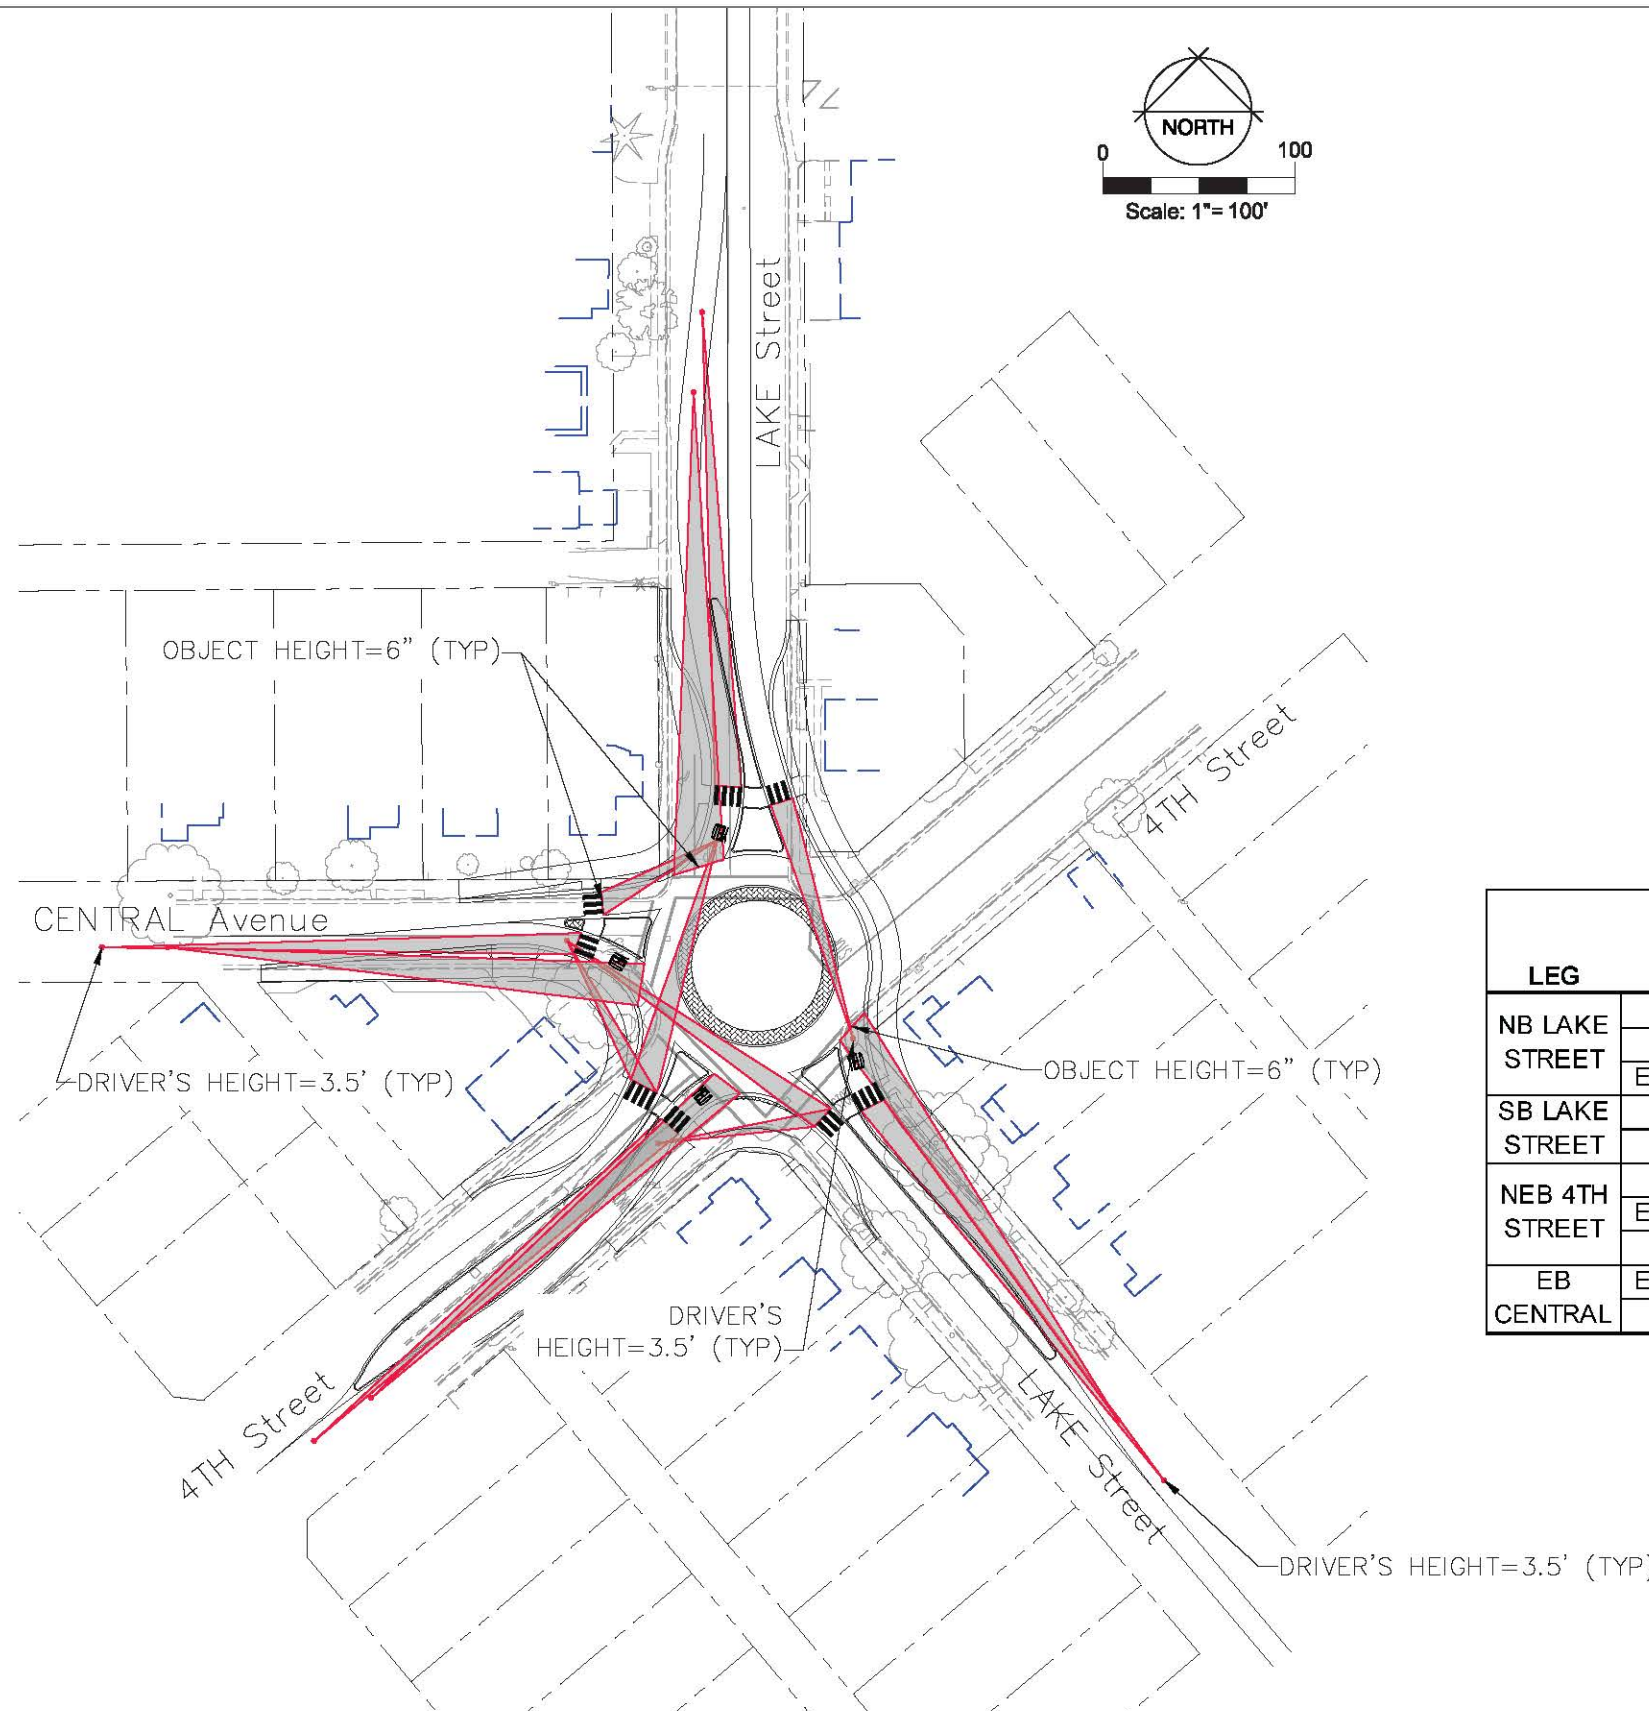 NORTH
0 100
Scale: 1"= 100'
LAKE Street
OBJECT HEIGHT=6" (TYP)
4TH Street
CENTRAL Avenue
DRIVER'S HEIGHT=3.5' (TYP)
OBJECT HEIGHT=6" (TYP)
LEG
NB LAKE
STREET
E
SB LAKE
STREET
NEB 4TH
STREET
E
EB
CENTRAL
E
DRIVER'S
HEIGHT=3.5' (TYP)
4TH Street
LAKE Street
DRIVER'S HEIGHT=3.5' (TYP)